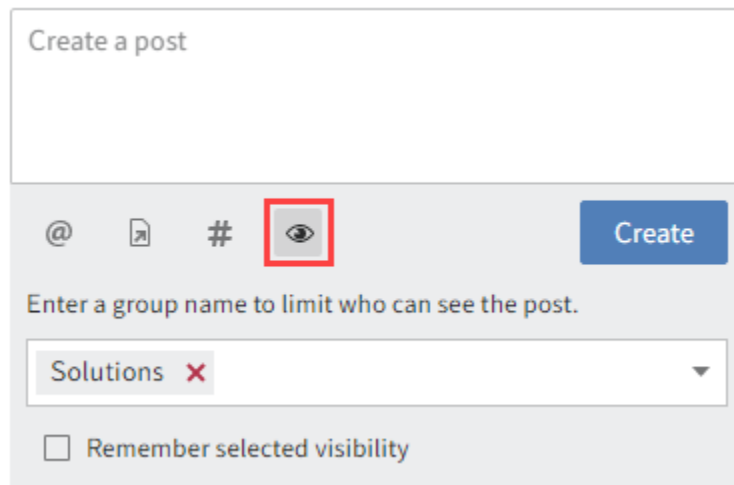 Create a post
@ # Create
Enter a group name to limit who can see the post.
Solutions
Remember selected visibility